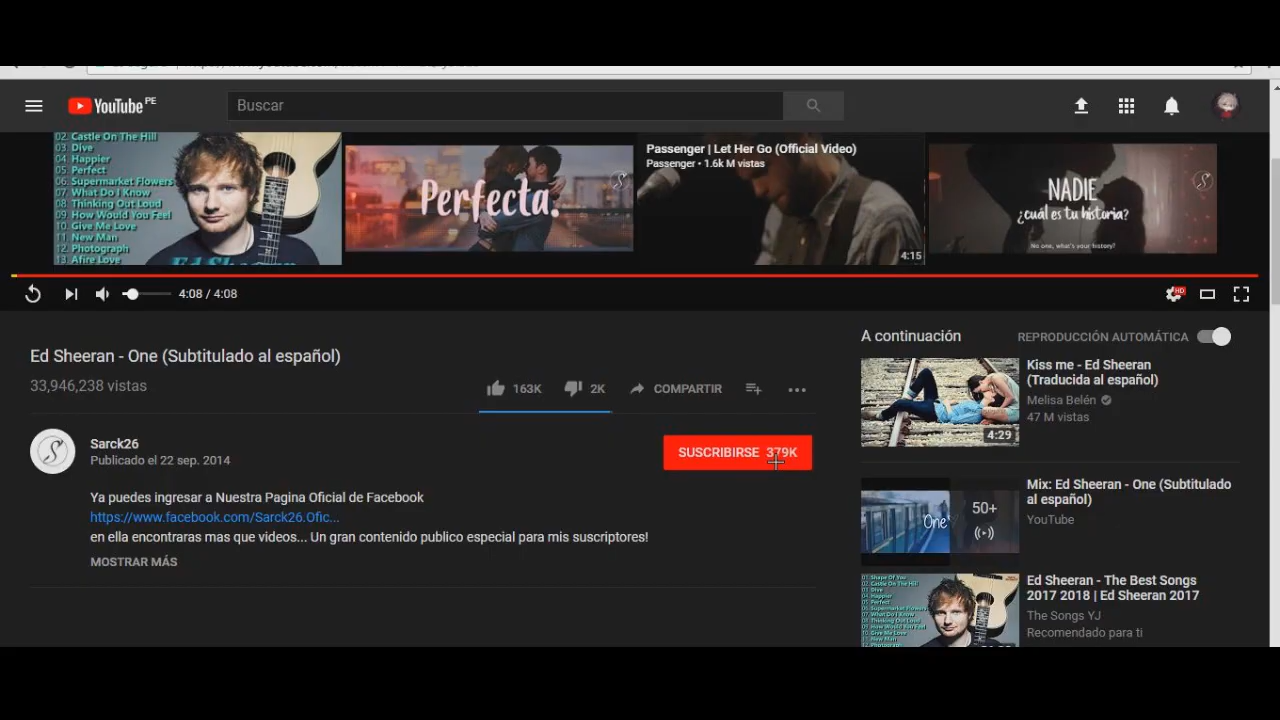 YouTube PE
Buscar
02. Castle On The Hill
03. Dive
04. Happier
05. Perfect
06. Supermarket Flowers
07. What Do I Know
08. Thinking Out Loud
09. How Would You Feel
10. Give Me Love
11. New Man
12. Photograph
13. Afire Love
Ed Sheeran
Perfecta.
Passenger | Let Her Go (Official Video)
Passenger • 1.6k M vistas
4:15
NADIE
¿cuál es tu historia?
No one, what's your history?
4:08 / 4:08
HD
Ed Sheeran - One (Subtitulado al español)
33,946,238 vistas
163K
2K
COMPARTIR
Sarck26
Publicado el 22 sep. 2014
SUSCRIBIRSE 379K
Ya puedes ingresar a Nuestra Pagina Oficial de Facebook
https://www.facebook.com/Sarck26.Ofic...
en ella encontraras mas que videos... Un gran contenido publico especial para mis suscriptores!
MOSTRAR MÁS
A continuación
REPRODUCCIÓN AUTOMÁTICA
Kiss me - Ed Sheeran
(Traducida al español)
Melisa Belén
47 M vistas
4:29
Mix: Ed Sheeran - One (Subtitulado
al español)
YouTube
50+
One
Ed Sheeran - The Best Songs
2017 2018 | Ed Sheeran 2017
The Songs YJ
Recomendado para ti